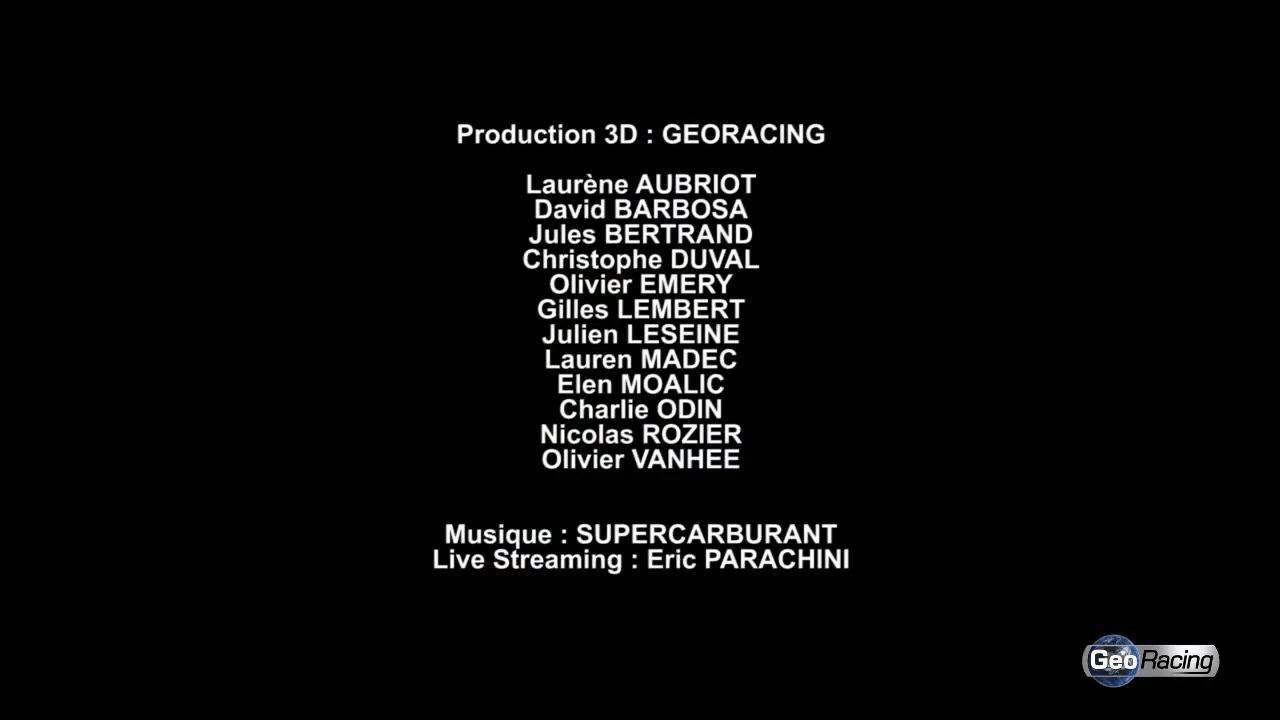 Production 3D : GEORACING
Laurène AUBRIOT
David BARBOSA
Jules BERTRAND
Christophe DUVAL
Olivier EMERY
Gilles LEMBERT
Julien LESEINE
Lauren MADEC
Elen MOALIC
Charlie ODIN
Nicolas ROZIER
Olivier VANHEE
Musique : SUPERCARBURANT
Live Streaming : Eric PARACHINI
GeoRacing